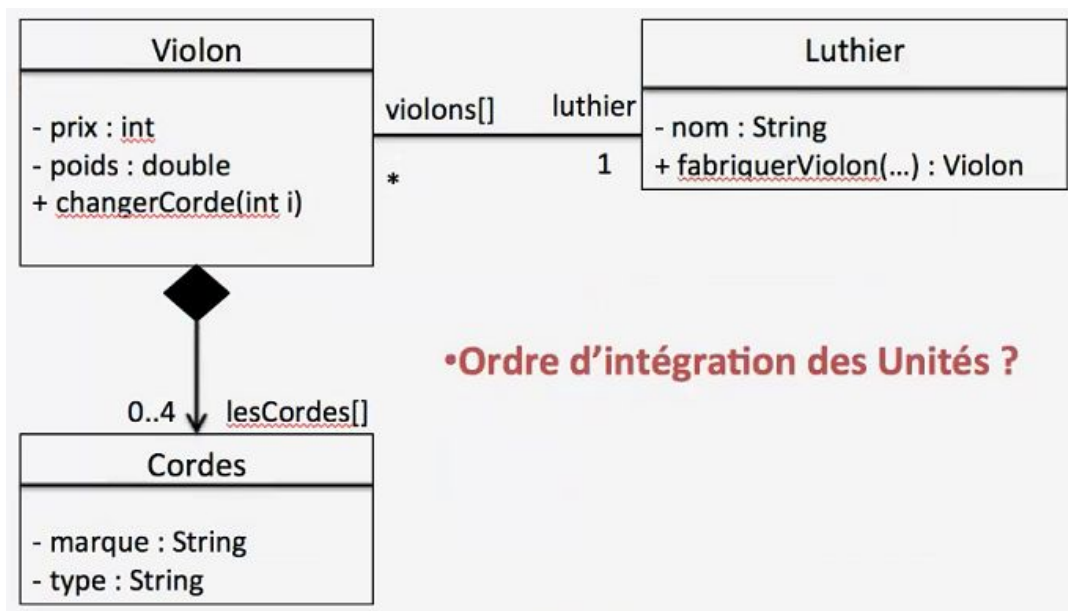 Violon
- prix : int
- poids : double
+ changerCorde(int i)
violons[]
luthier
*
1
Luthier
- nom : String
+ fabriquerViolon(...) : Violon
•Ordre d’intégration des Unités ?
0..4
lesCordes[]
Cordes
- marque : String
- type : String